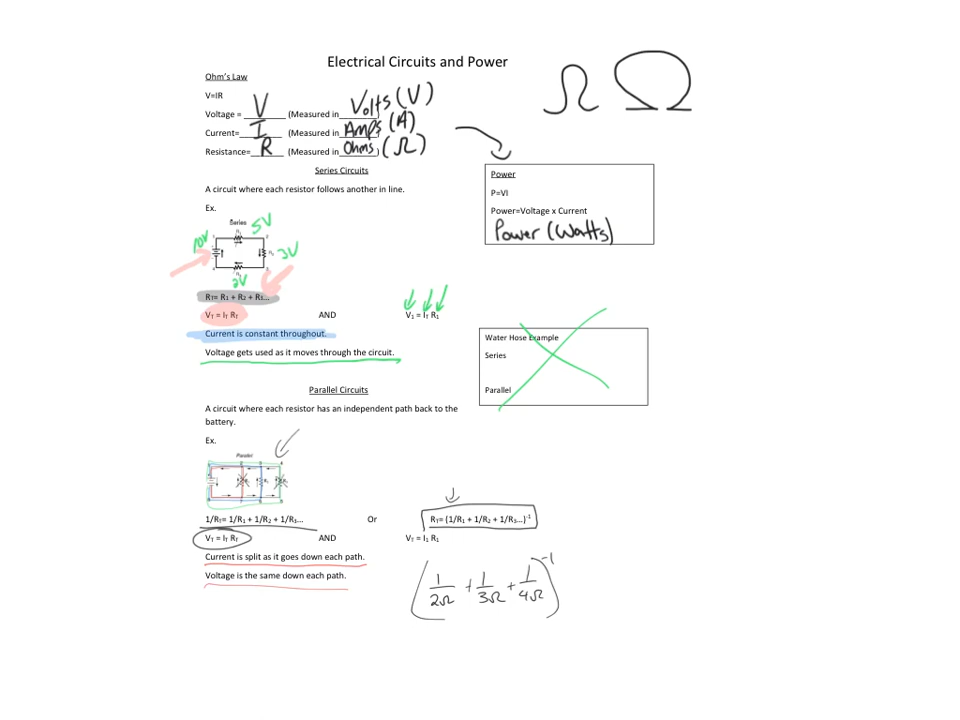 Electrical Circuits and Power
Ω Ω
Ohm's Law
V=IR
Voltage = V (Measured in Volts (V)
Current= I (Measured in Amps (A)
Resistance= R (Measured in Ohms ) (Ω)
Series Circuits
A circuit where each resistor follows another in line.
Ex.
Power
P=VI
Power=Voltage x Current
Power (Watts)
Series
5V
10V
3V
2V
RT= R1 + R2 + R3...
VT = IT RT AND V1 = IT R1
Current is constant throughout.
Voltage gets used as it moves through the circuit.
Water Hose Example
Series
Parallel
Parallel Circuits
A circuit where each resistor has an independent path back to the
battery.
Ex.
Parallel
1/RT= 1/R1 + 1/R2 + 1/R3... Or RT= (1/R1 + 1/R2 + 1/R3...)-1
VT = IT RT AND VT = I1 R1
Current is split as it goes down each path.
Voltage is the same down each path.
(1/2Ω + 1/3Ω + 1/4Ω)-1